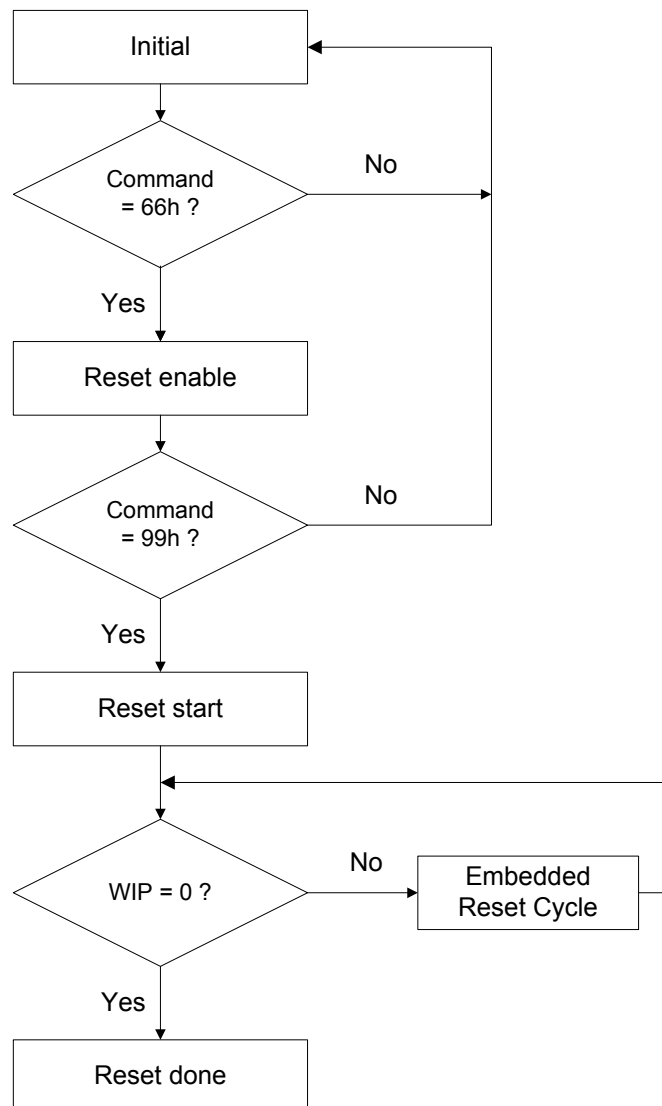 Initial
Command
= 66h ?
No
Yes
Reset enable
Command
= 99h ?
No
Yes
Reset start
WIP = 0 ?
No
Embedded
Reset Cycle
Yes
Reset done